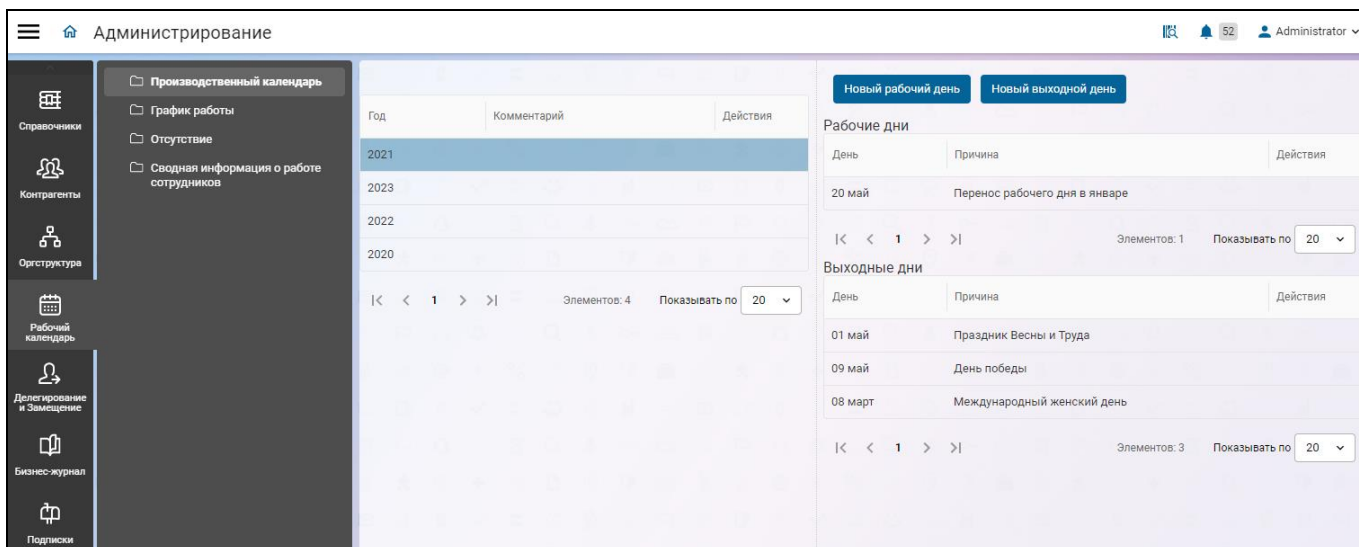 Администрирование
52
Administrator
Справочники
Контрагенты
Оргструктура
Рабочий
календарь
Делегирование
и Замещение
Бизнес-журнал
Подписки
Производственный календарь
График работы
Отсутствие
Сводная информация о работе
сотрудников
Год Комментарий Действия
2021
2023
2022
2020
1 Элементов: 4 Показывать по 20
Новый рабочий день Новый выходной день
Рабочие дни
День Причина Действия
20 май Перенос рабочего дня в январе
1 Элементов: 1 Показывать по 20
Выходные дни
День Причина Действия
01 май Праздник Весны и Труда
09 май День победы
08 март Международный женский день
1 Элементов: 3 Показывать по 20